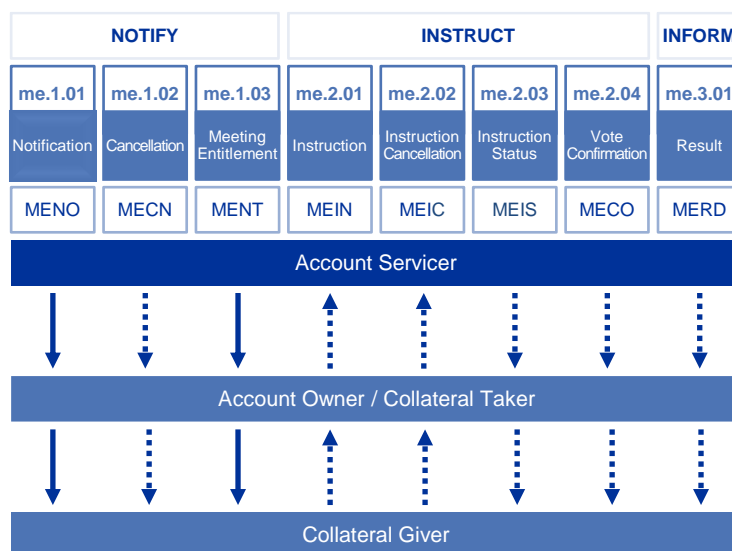 NOTIFY INSTRUCT INFORM
me.1.01 me.1.02 me.1.03 me.2.01 me.2.02 me.2.03 me.2.04 me.3.01
Notification Cancellation Meeting Entitlement Instruction Instruction Cancellation Instruction Status Vote Confirmation Result
MENO MECN MENT MEIN MEIC MEIS MECO MERD
Account Servicer
Account Owner / Collateral Taker
Collateral Giver